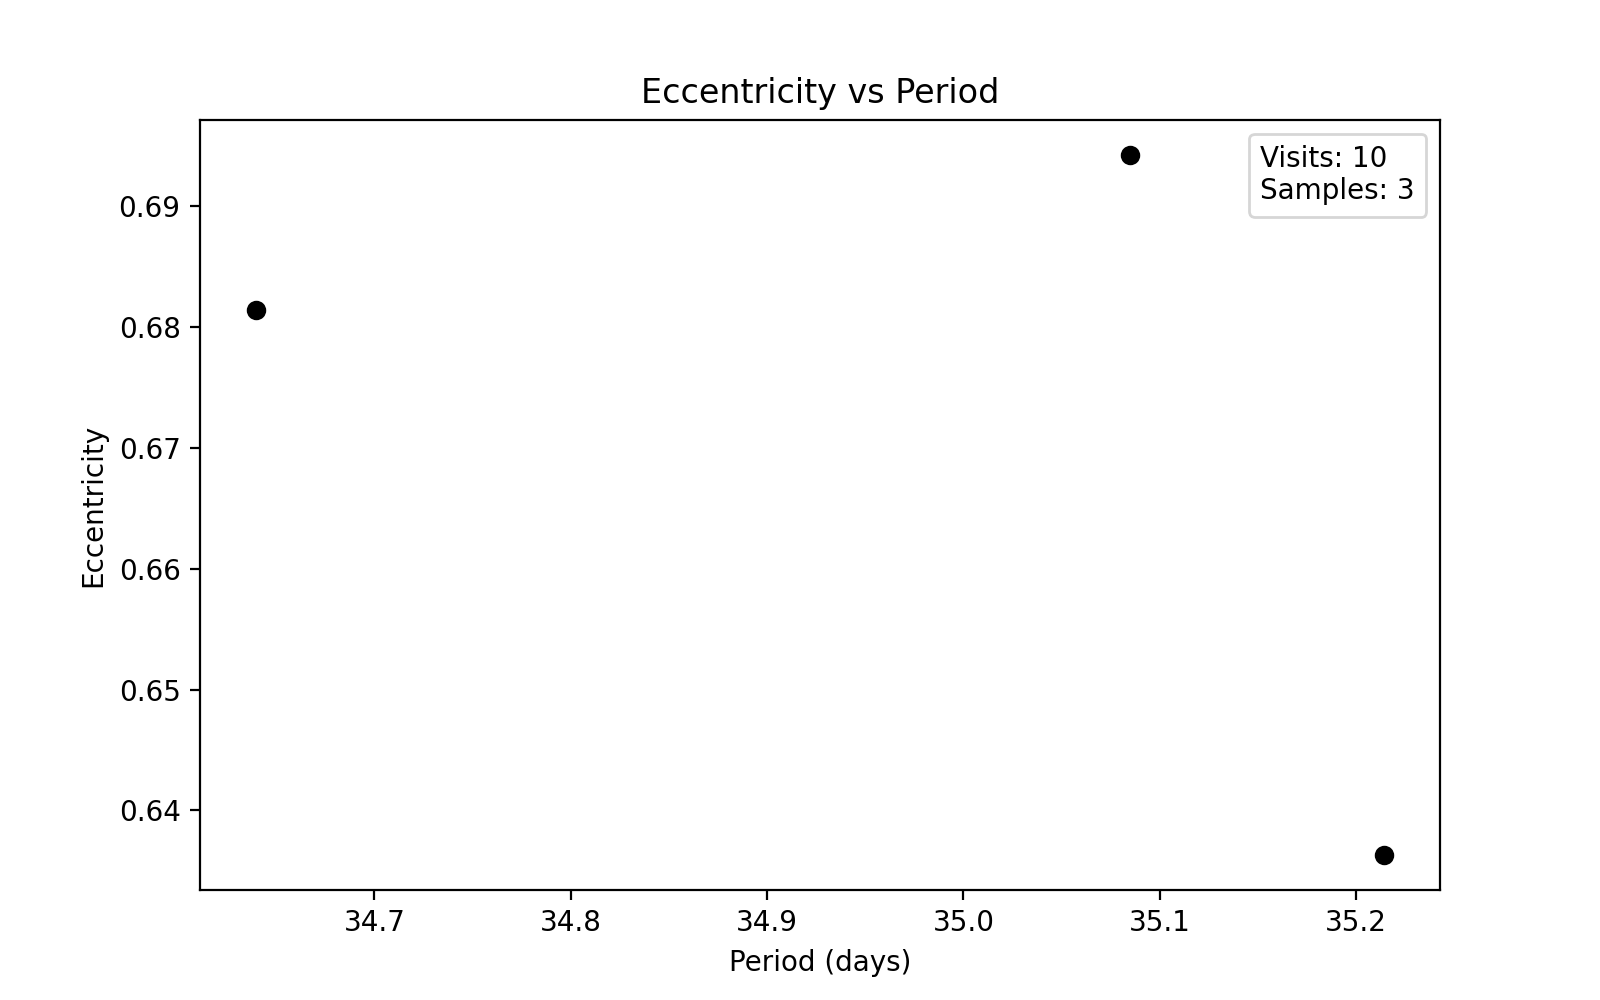 Eccentricity vs Period
Visits: 10
Samples: 3
Eccentricity
0.69
0.68
0.67
0.66
0.65
0.64
34.7 34.8 34.9 35.0 35.1 35.2
Period (days)